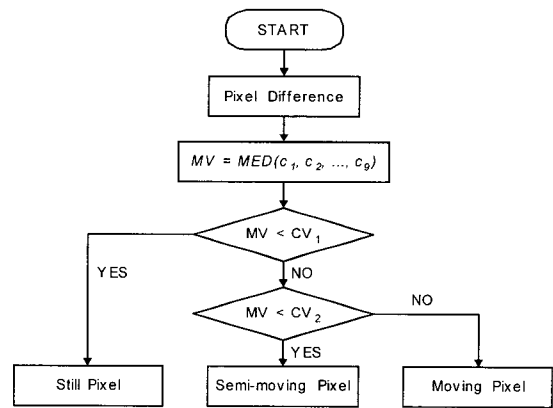 START
Pixel Difference
MV = MED(c₁, c₂, ..., c₉)
MV < CV₁
YES
NO
MV < CV₂
NO
YES
Still Pixel
Semi-moving Pixel
Moving Pixel